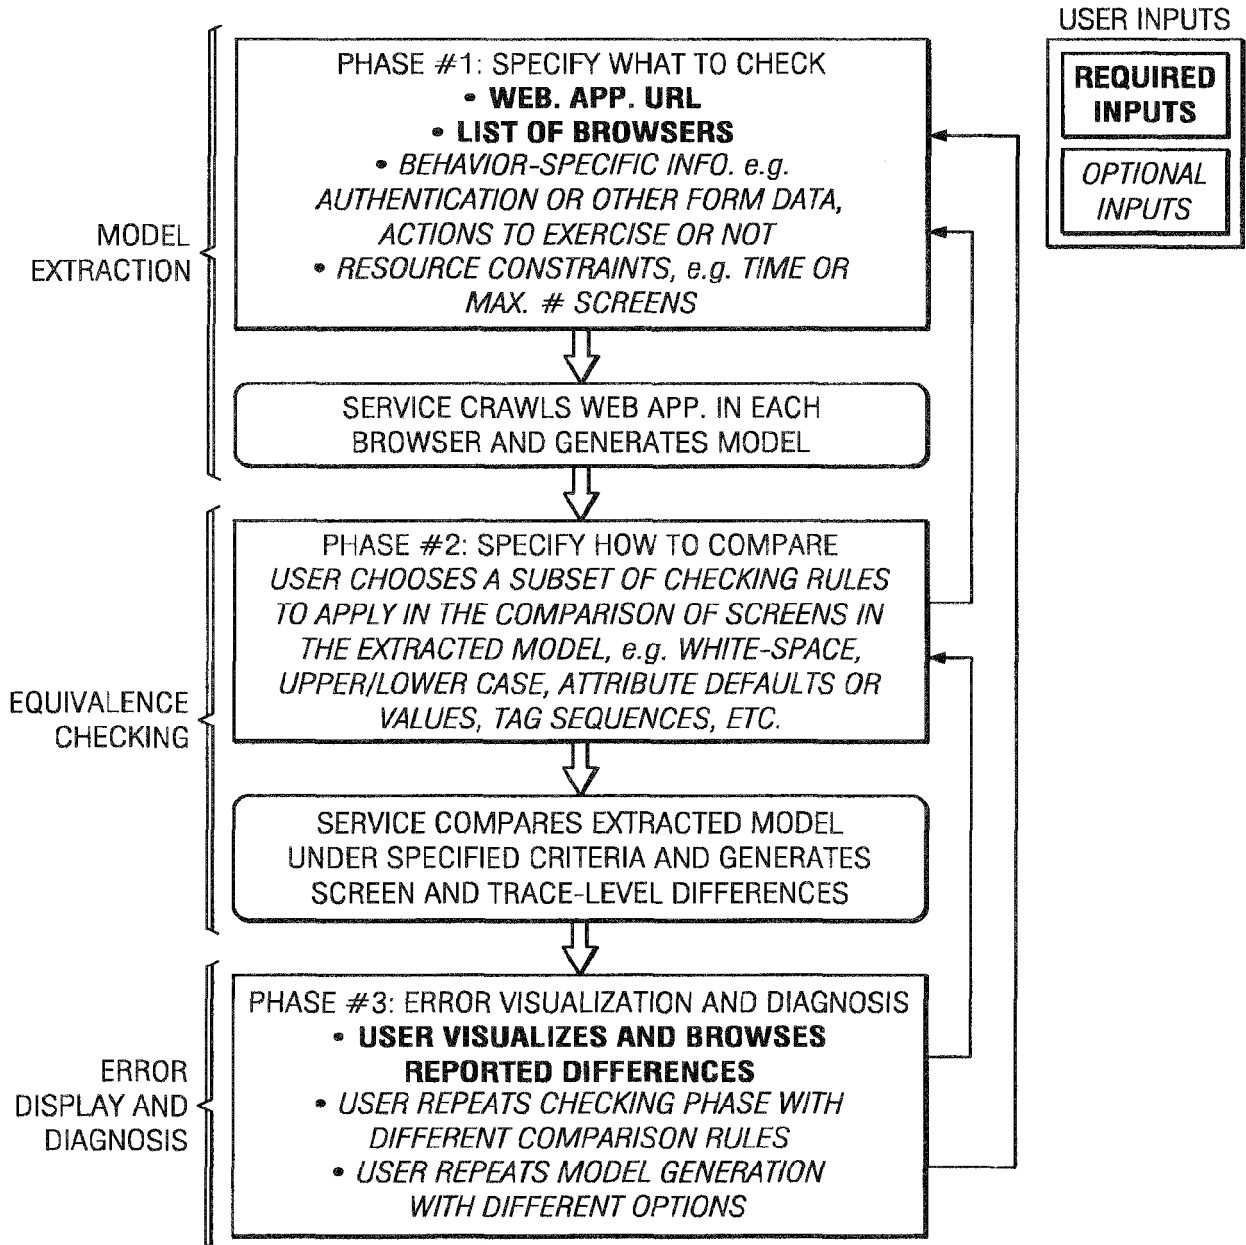 USER INPUTS
REQUIRED
INPUTS
OPTIONAL
INPUTS
MODEL
EXTRACTION
PHASE #1: SPECIFY WHAT TO CHECK
• WEB. APP. URL
• LIST OF BROWSERS
• BEHAVIOR-SPECIFIC INFO. e.g.
AUTHENTICATION OR OTHER FORM DATA,
ACTIONS TO EXERCISE OR NOT
• RESOURCE CONSTRAINTS, e.g. TIME OR
MAX. # SCREENS
SERVICE CRAWLS WEB APP. IN EACH
BROWSER AND GENERATES MODEL
EQUIVALENCE
CHECKING
PHASE #2: SPECIFY HOW TO COMPARE
USER CHOOSES A SUBSET OF CHECKING RULES
TO APPLY IN THE COMPARISON OF SCREENS IN
THE EXTRACTED MODEL, e.g. WHITE-SPACE,
UPPER/LOWER CASE, ATTRIBUTE DEFAULTS OR
VALUES, TAG SEQUENCES, ETC.
SERVICE COMPARES EXTRACTED MODEL
UNDER SPECIFIED CRITERIA AND GENERATES
SCREEN AND TRACE-LEVEL DIFFERENCES
ERROR
DISPLAY AND
DIAGNOSIS
PHASE #3: ERROR VISUALIZATION AND DIAGNOSIS
• USER VISUALIZES AND BROWSES
REPORTED DIFFERENCES
• USER REPEATS CHECKING PHASE WITH
DIFFERENT COMPARISON RULES
• USER REPEATS MODEL GENERATION
WITH DIFFERENT OPTIONS